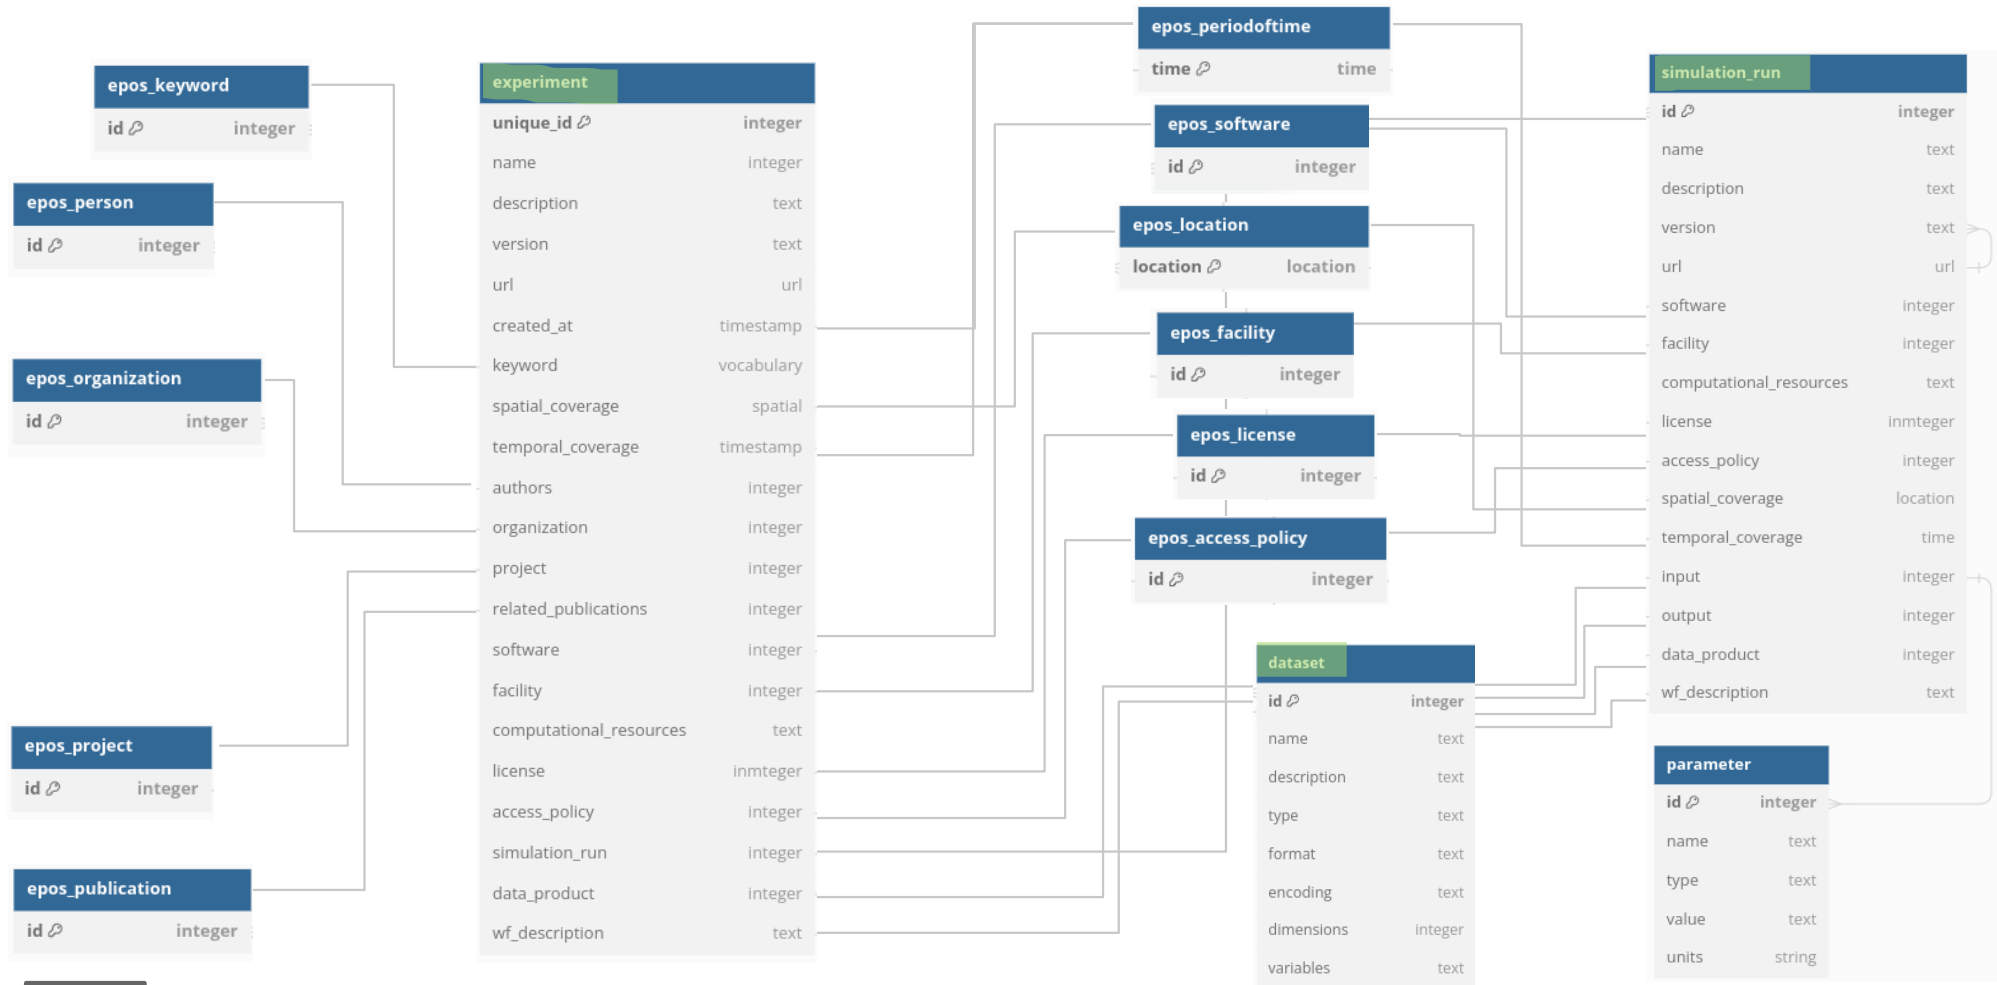 epos_keyword
id integer
epos_person
id integer
epos_organization
id integer
epos_project
id integer
epos_publication
id integer
experiment
unique_id integer
name integer
description text
version text
url url
created_at timestamp
keyword vocabulary
spatial_coverage spatial
temporal_coverage timestamp
authors integer
organization integer
project integer
related_publications integer
software integer
facility integer
computational_resources text
license inmteger
access_policy integer
simulation_run integer
data_product integer
wf_description text
epos_periodoftime
time time
epos_software
id integer
epos_location
location location
epos_facility
id integer
epos_license
id integer
epos_access_policy
id integer
dataset
id integer
name text
description text
type text
format text
encoding text
dimensions integer
variables text
simulation_run
id integer
name text
description text
version text
url url
software integer
facility integer
computational_resources text
license inmteger
access_policy integer
spatial_coverage location
temporal_coverage time
input integer
output integer
data_product integer
wf_description text
parameter
id integer
name text
type text
value text
units string